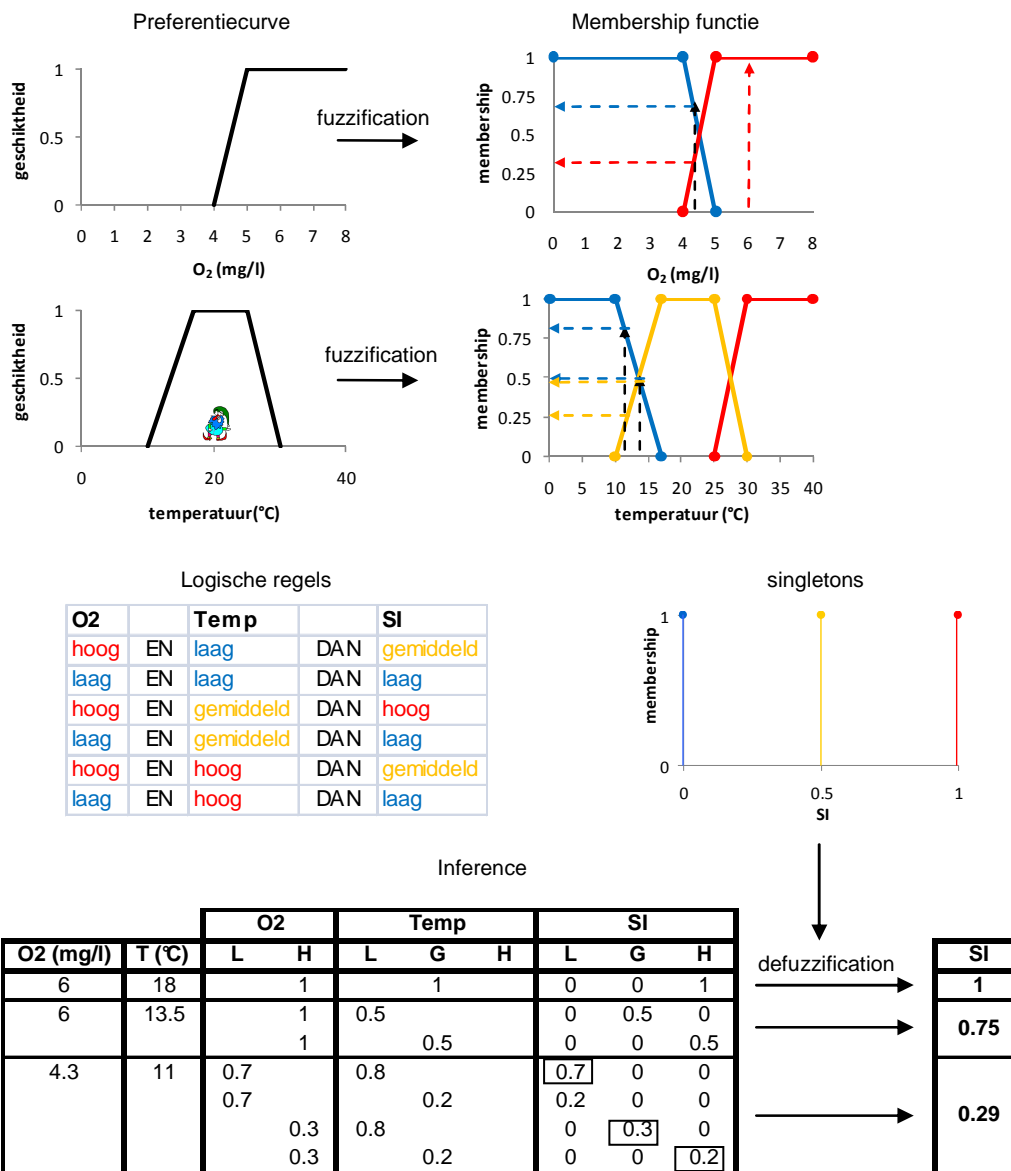 Preferentiecurve
Membership functie
geschiktheid
1
0.5
0
0 1 2 3 4 5 6 7 8
O₂ (mg/l)
fuzzification
membership
1
0.75
0.5
0.25
0
0 1 2 3 4 5 6 7 8
O₂ (mg/l)
geschiktheid
1
0.5
0
0 20 40
temperatuur(°C)
fuzzification
membership
1
0.75
0.5
0.25
0
0 5 10 15 20 25 30 35 40
temperatuur (°C)
Logische regels
O2 Temp SI
hoog EN laag DAN gemiddeld
laag EN laag DAN laag
hoog EN gemiddeld DAN hoog
laag EN gemiddeld DAN laag
hoog EN hoog DAN gemiddeld
laag EN hoog DAN laag
singletons
membership
1
0
0 0.5 1
SI
Inference
O2 Temp SI
O2 (mg/l) T (°C) L H L G H L G H defuzzification SI
6 18 1 1 0 0 1 1
6 13.5 1 0.5 0 0.5 0
0.75
1 0.5 0 0 0.5
4.3 11 0.7 0.8 0.7 0 0
0.7 0.2 0.2 0 0
0.29
0.3 0.8 0 0.3 0
0.3 0.2 0 0 0.2